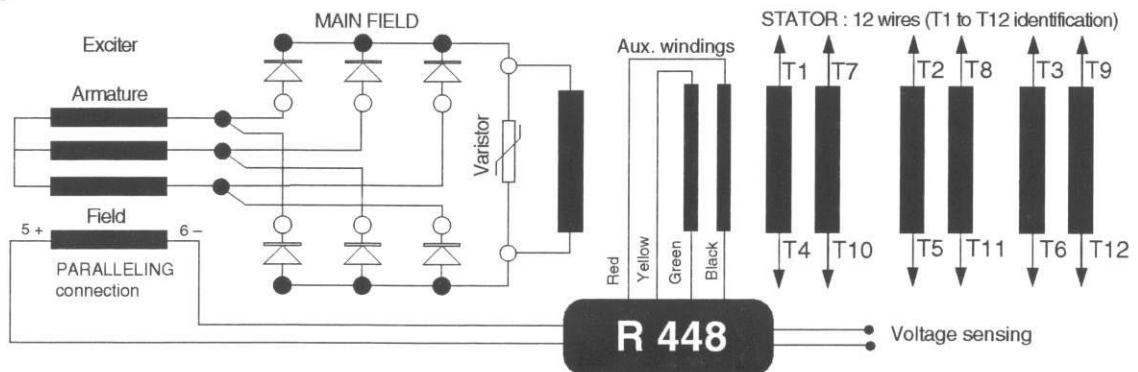 MAIN FIELD
STATOR : 12 wires (T1 to T12 identification)
Exciter
Aux. windings
T1 T7 T2 T8 T3 T9
Armature
Varistor
Field
5 + 6 –
T4 T10 T5 T11 T6 T12
PARALLELING
connection
Red
Yellow
Green
Black
R 448
Voltage sensing